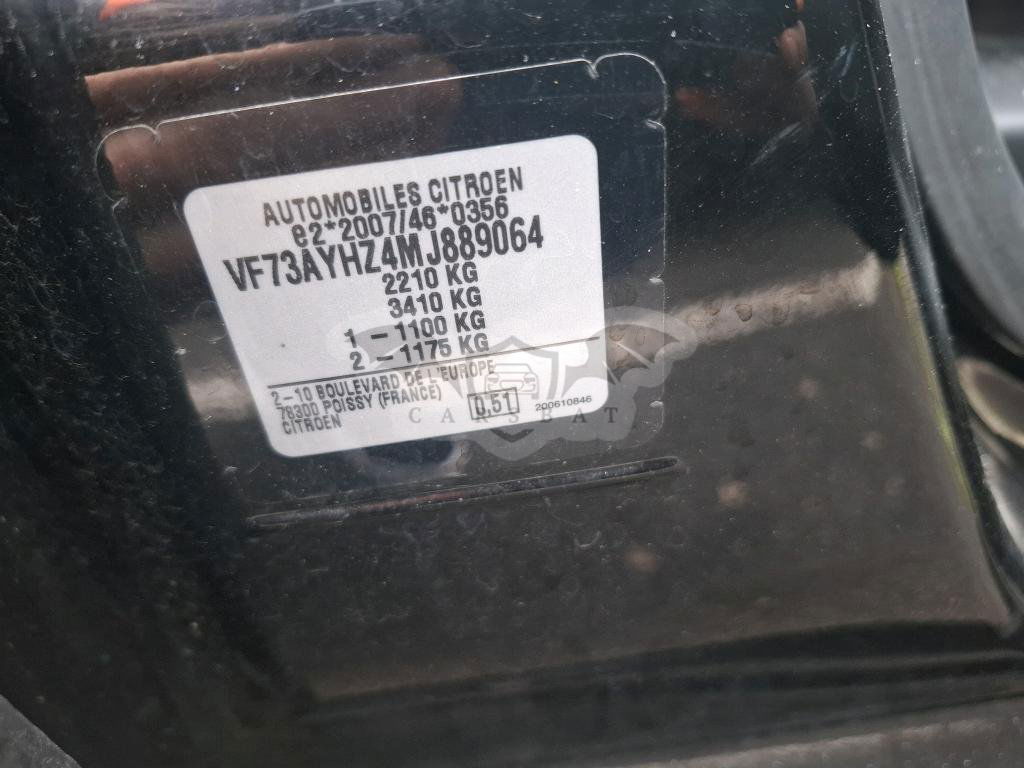 AUTOMOBILES CITROEN
e2*2007/46*0356
VF73AYHZ4MJ889064
2210 KG
3410 KG
1 - 1100 KG
2 - 1175 KG
2-10 BOULEVARD DE L'EUROPE
78300 POISSY (FRANCE)
CITROEN
0.51
200610846
CARSEAT